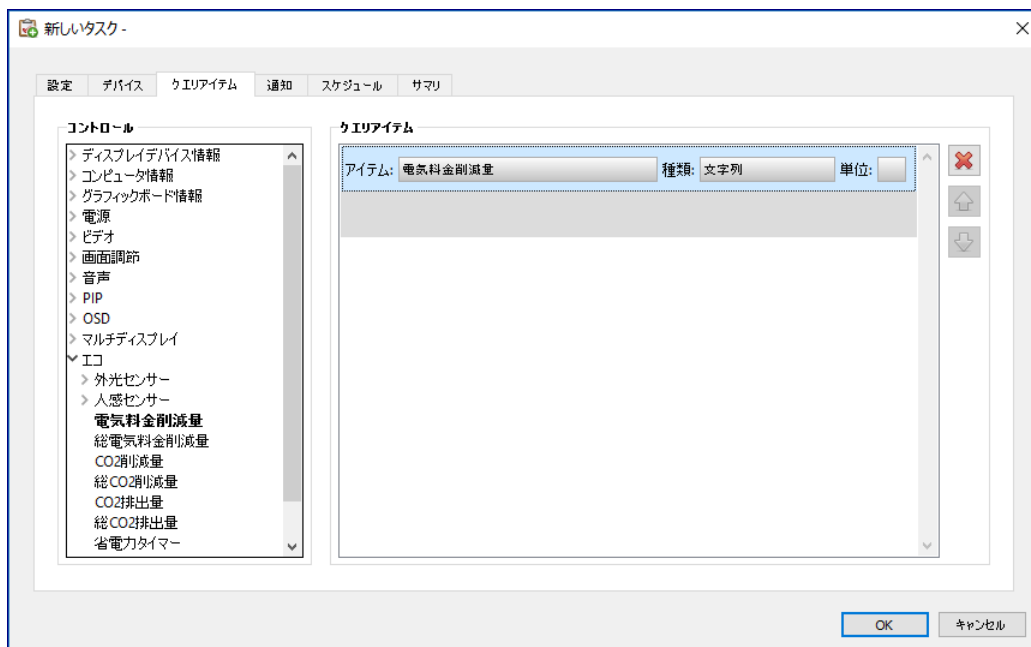 新しいタスク -
設定 デバイス クエリアイテム 通知 スケジュール サマリ
コントロール
ディスプレイデバイス情報
コンピュータ情報
グラフィックボード情報
電源
ビデオ
画面調節
音声
PIP
OSD
マルチディスプレイ
エコ
外光センサー
人感センサー
電気料金削減量
総電気料金削減量
CO2削減量
総CO2削減量
CO2排出量
総CO2排出量
省電力タイマー
クエリアイテム
アイテム: 電気料金削減量 種類: 文字列 単位:
OK キャンセル